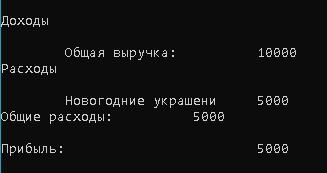 Доходы
Общая выручка: 10000
Расходы
Новогодние украшени 5000
Общие расходы: 5000
Прибыль: 5000